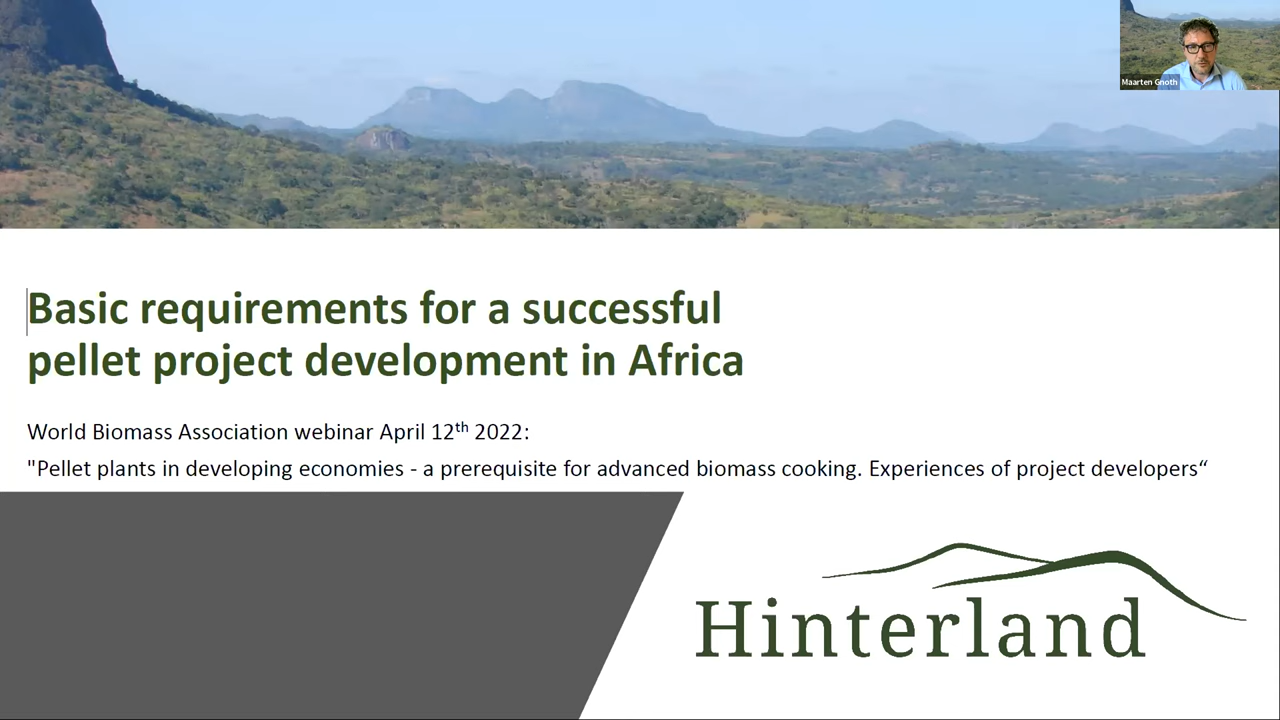 Maarten Gnoth
Basic requirements for a successful
pellet project development in Africa
World Biomass Association webinar April 12th 2022:
"Pellet plants in developing economies - a prerequisite for advanced biomass cooking. Experiences of project developers“
Hinterland